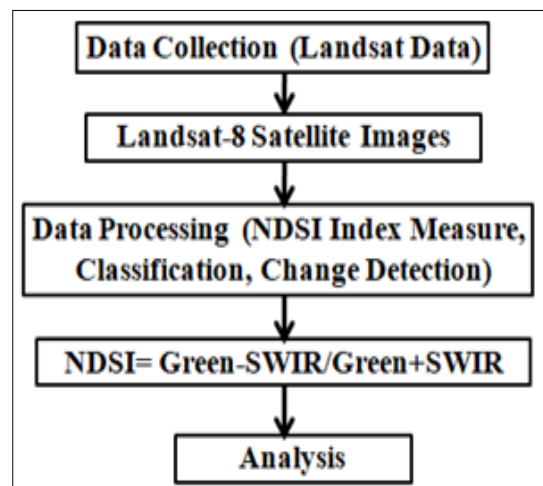 Data Collection (Landsat Data)
Landsat-8 Satellite Images
Data Processing (NDSI Index Measure,
Classification, Change Detection)
NDSI= Green-SWIR/Green+SWIR
Analysis